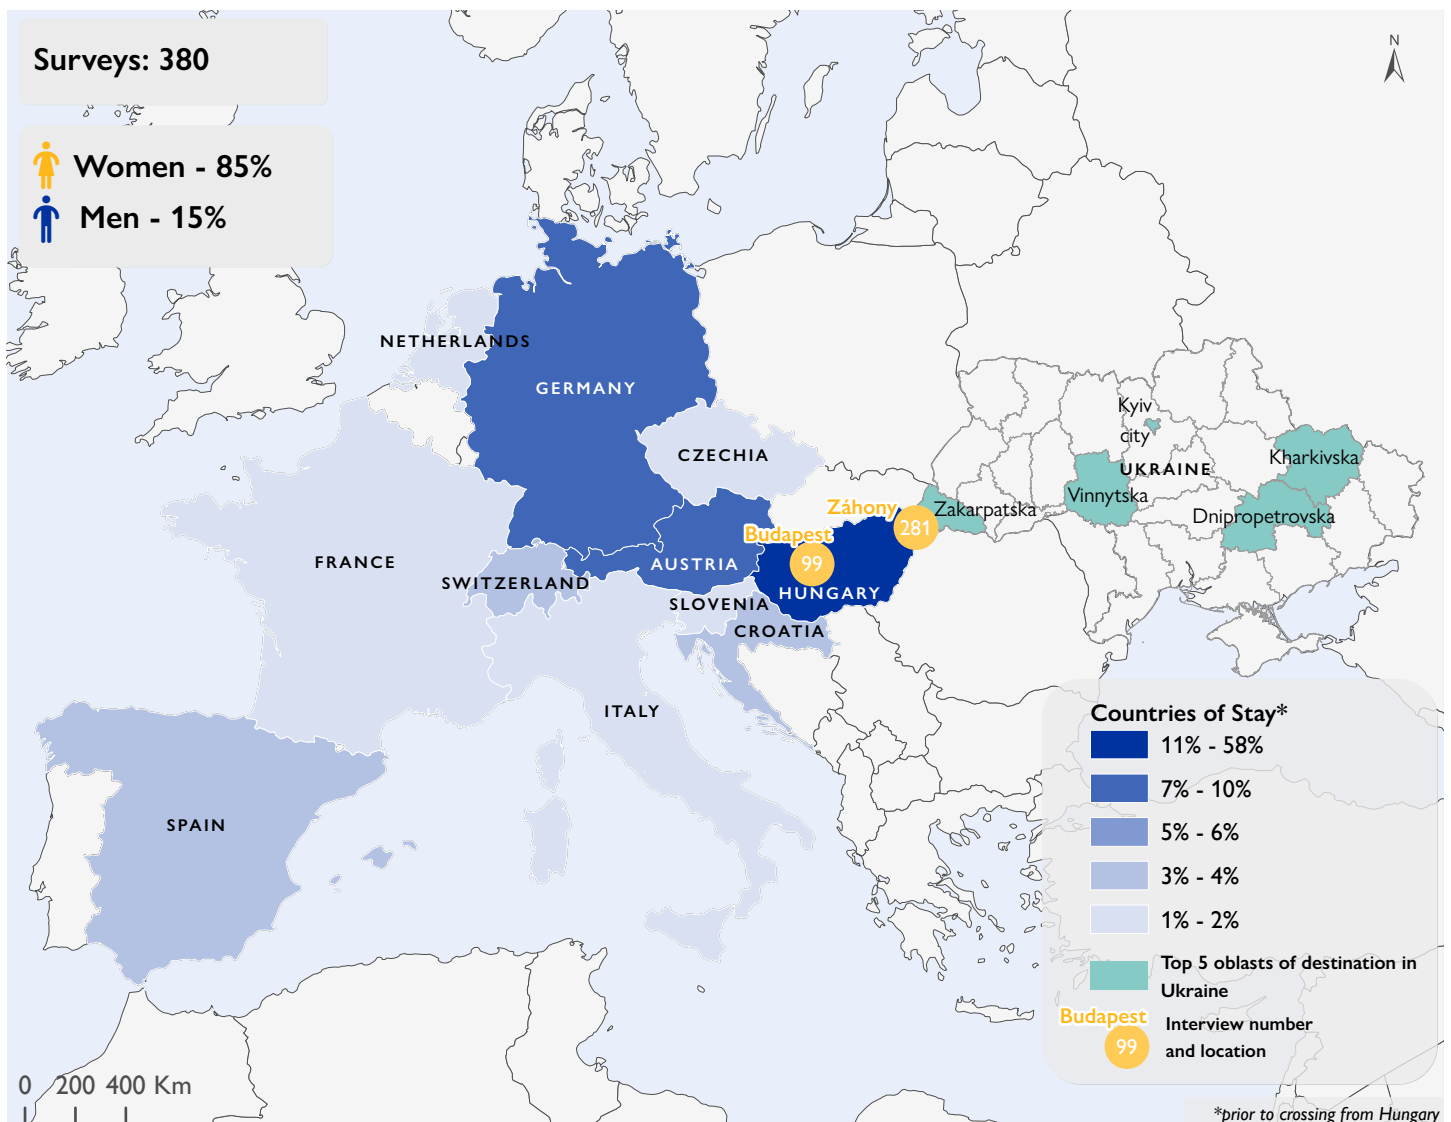 Surveys: 380
N
Women - 85%
Men - 15%
NETHERLANDS
GERMANY
Kyiv
city
CZECHIA
UKRAINE
Kharkivska
Vinnytska
Záhony
Zakarpatska
Dnipropetrovska
281
Budapest
99
FRANCE
AUSTRIA
SWITZERLAND
HUNGARY
SLOVENIA
CROATIA
ITALY
SPAIN
Countries of Stay*
11% - 58%
7% - 10%
5% - 6%
3% - 4%
1% - 2%
Top 5 oblasts of destination in
Ukraine
Budapest
99
Interview number
and location
0 200 400 Km
*prior to crossing from Hungary